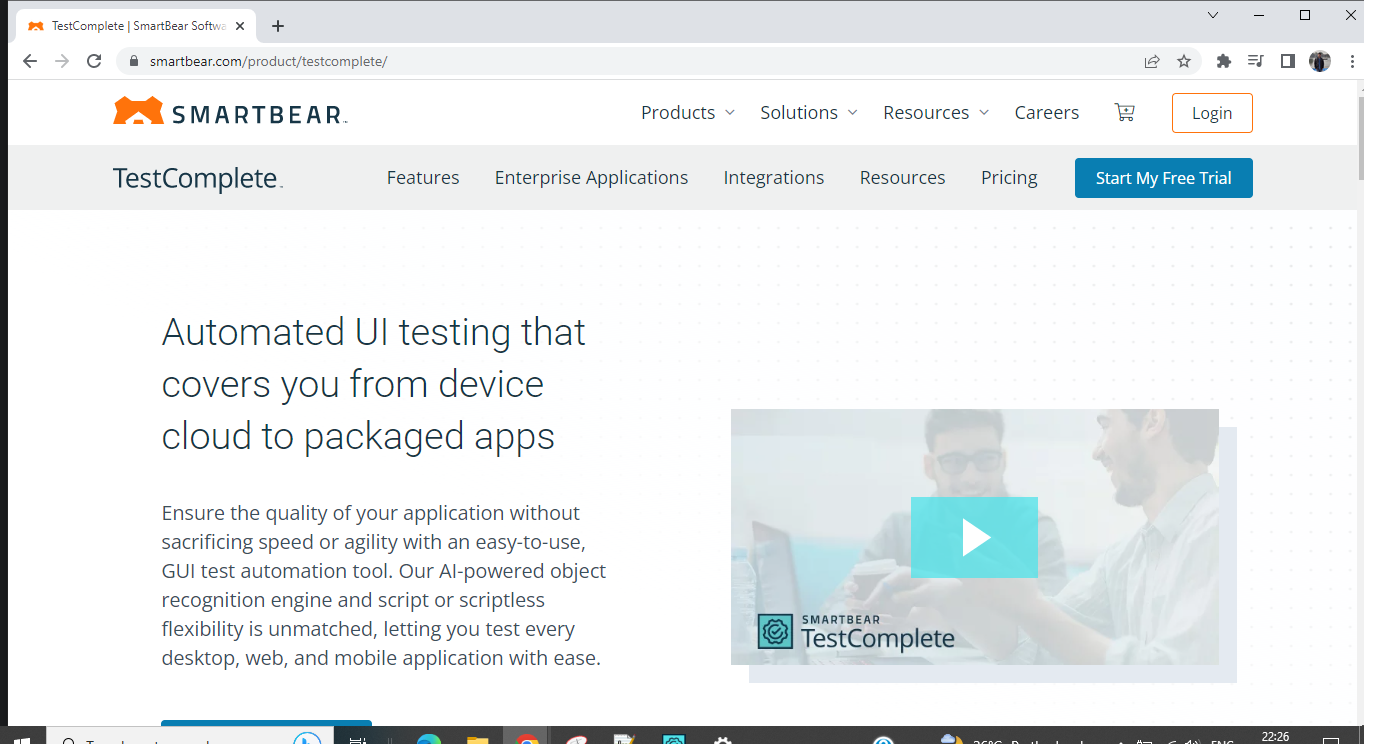 TestComplete | SmartBear Softwa
smartbear.com/product/testcomplete/
SMARTBEAR
Products
Solutions
Resources
Careers
Login
TestComplete
Features
Enterprise Applications
Integrations
Resources
Pricing
Start My Free Trial
Automated UI testing that
covers you from device
cloud to packaged apps
Ensure the quality of your application without
sacrificing speed or agility with an easy-to-use,
GUI test automation tool. Our AI-powered object
recognition engine and script or scriptless
flexibility is unmatched, letting you test every
desktop, web, and mobile application with ease.
SMARTBEAR
TestComplete
22:26